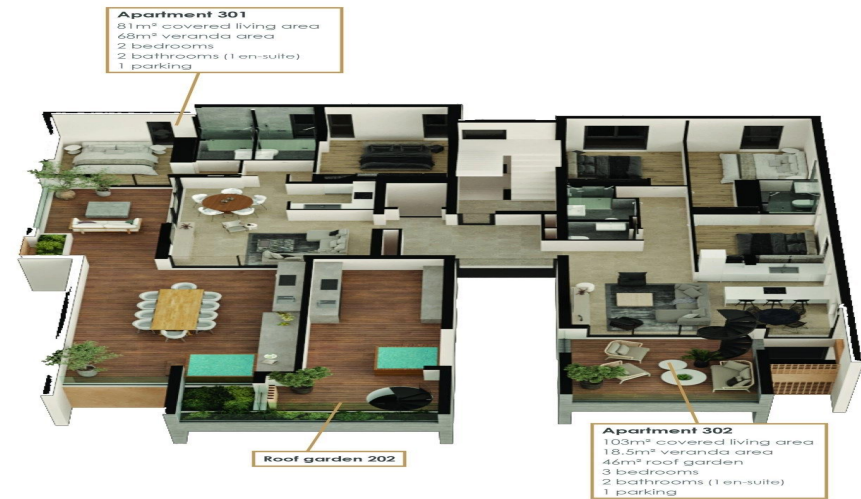 Apartment 301
81m² covered living area
68m² veranda area
2 bedrooms
2 bathrooms (1 en-suite)
1 parking
Roof garden 202
Apartment 302
103m² covered living area
18.5m² veranda area
46m² roof garden
3 bedrooms
2 bathrooms (1 en-suite)
1 parking